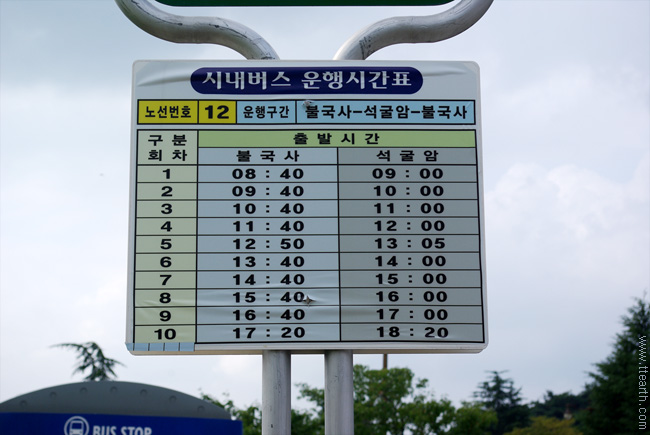 시내버스 운행시간표
노선번호 12 운행구간 불국사-석굴암-불국사
구분 출발시간
회차 불국사 석굴암
1 08:40 09:00
2 09:40 10:00
3 10:40 11:00
4 11:40 12:00
5 12:50 13:05
6 13:40 14:00
7 14:40 15:00
8 15:40 16:00
9 16:40 17:00
10 17:20 18:20
BUS STOP
www.ttearth.com